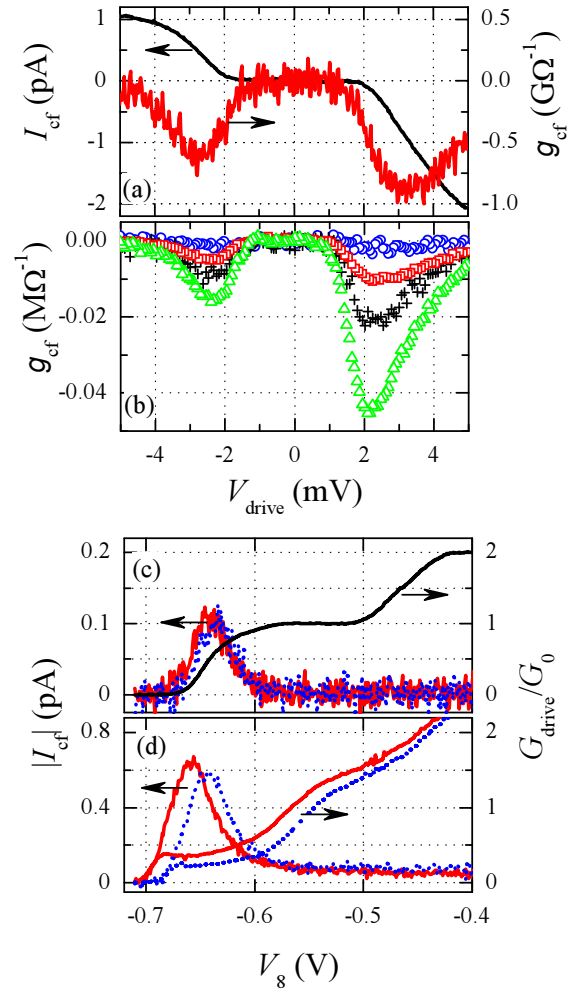 1
0
-1
-2
I_cf (pA)
0.5
0.0
-0.5
-1.0
g_cf (GΩ⁻¹)
(a)
0.00
-0.02
-0.04
g_cf (MΩ⁻¹)
(b)
-4 -2 0 2 4
V_drive (mV)
0.2
0.1
0
(c)
2
1
0
|I_cf| (pA)
G_drive/G_0
0.8
0.4
0
(d)
2
1
0
-0.7 -0.6 -0.5 -0.4
V_8 (V)